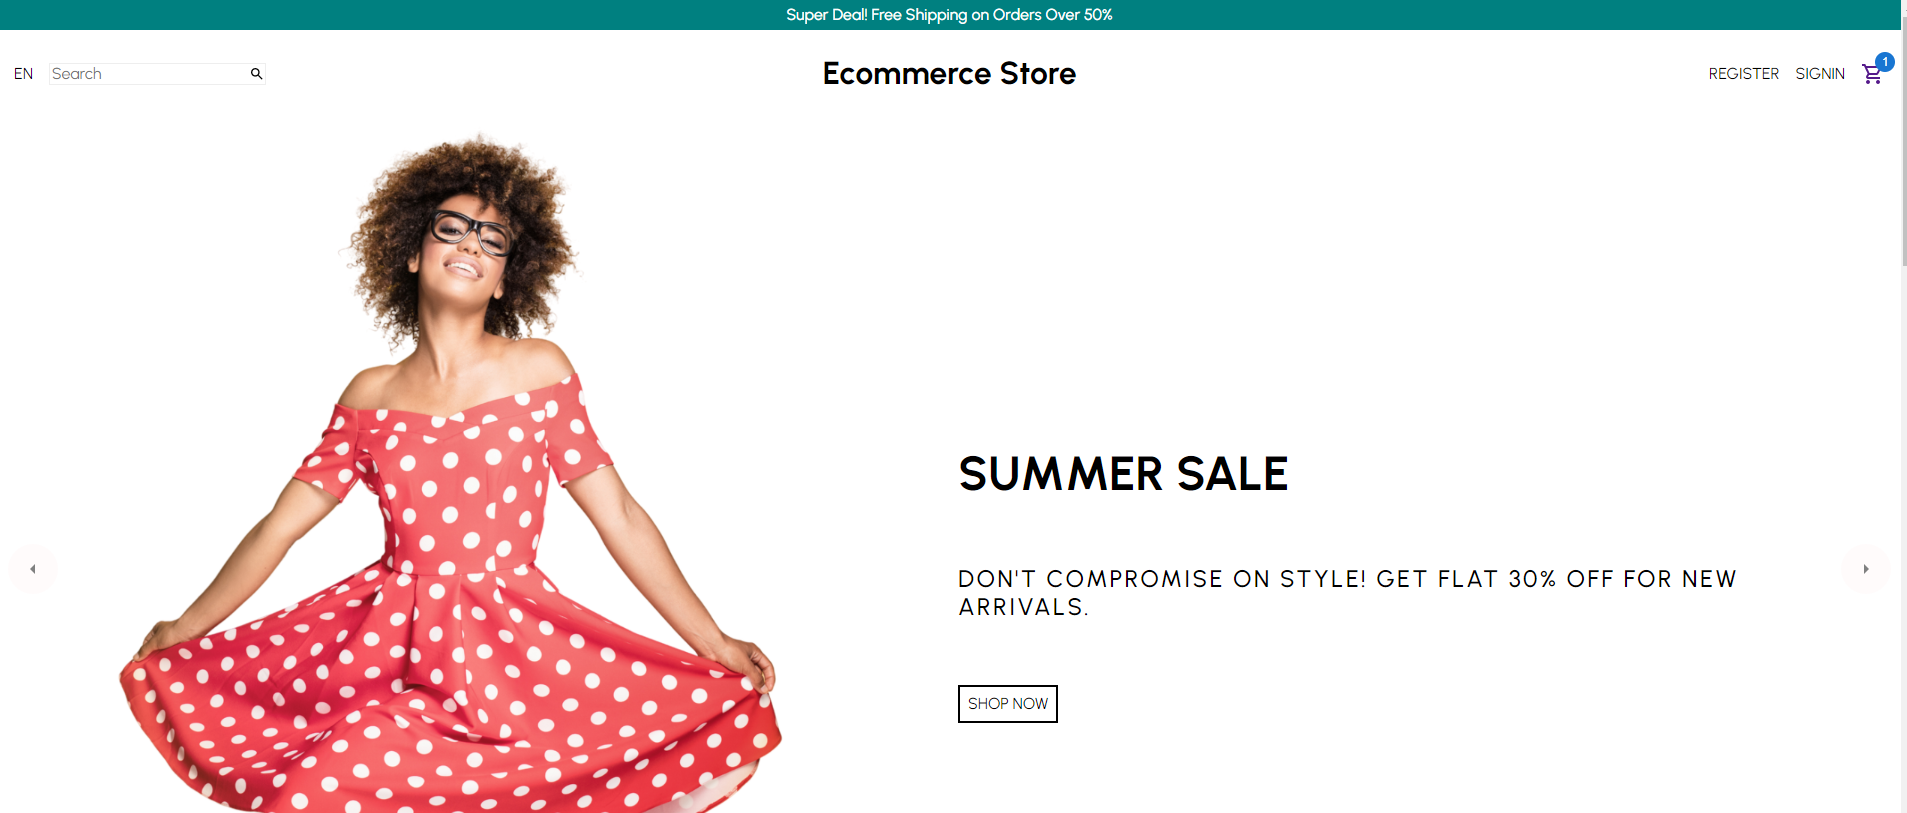 Super Deal! Free Shipping on Orders Over 50%
EN
Search
Ecommerce Store
REGISTER
SIGNIN
1
SUMMER SALE
DON'T COMPROMISE ON STYLE! GET FLAT 30% OFF FOR NEW
ARRIVALS.
SHOP NOW